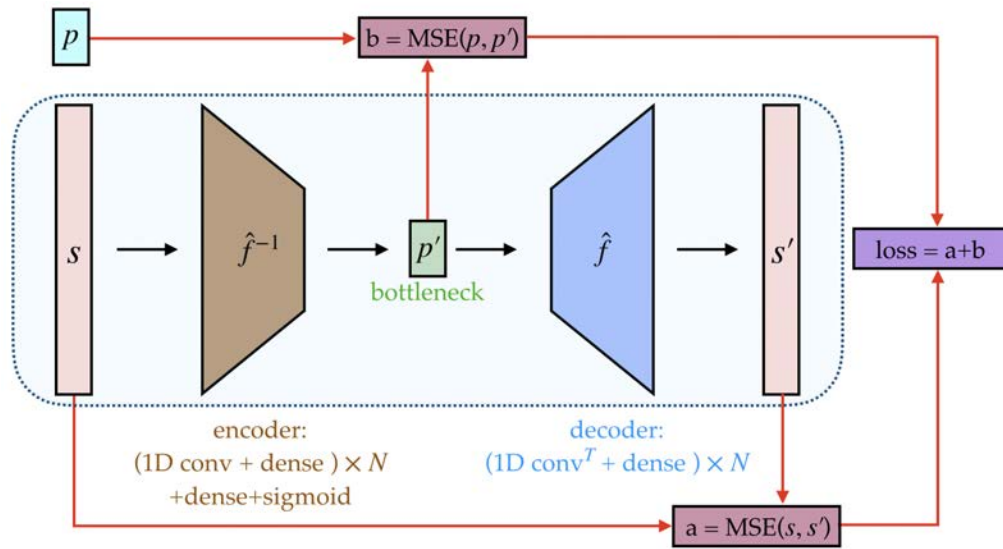 p
b = MSE(p, p′)
s
f̂⁻¹
p′
bottleneck
f̂
s′
loss = a+b
encoder:
(1D conv + dense ) × N
+dense+sigmoid
decoder:
(1D convᵀ + dense ) × N
a = MSE(s, s′)